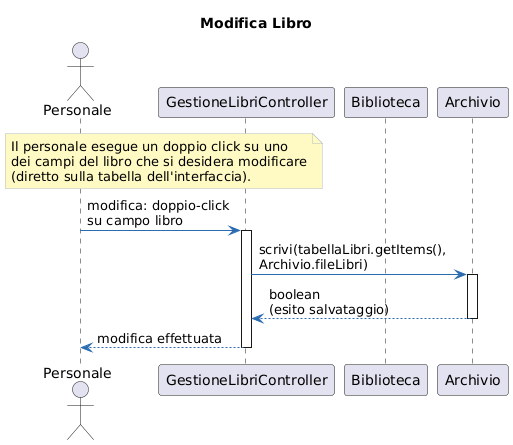 Modifica Libro
Personale
GestioneLibriController
Biblioteca
Archivio
Il personale esegue un doppio click su uno
dei campi del libro che si desidera modificare
(diretto sulla tabella dell'interfaccia).
modifica: doppio-click
su campo libro
scrivi(tabellaLibri.getItems(),
Archivio.fileLibri)
boolean
(esito salvataggio)
modifica effettuata
Personale
GestioneLibriController
Biblioteca
Archivio